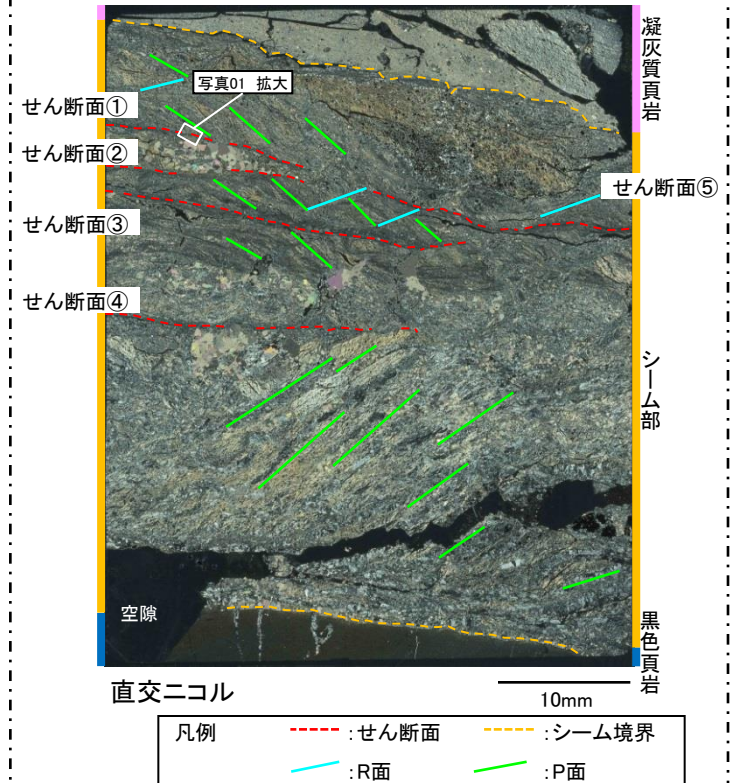 凝灰質頁岩
写真01 拡大
せん断面①
せん断面②
せん断面⑤
せん断面③
せん断面④
シーム部
空隙
黒色頁岩
直交ニコル
10mm
凡例
:せん断面
:シーム境界
:R面
:P面